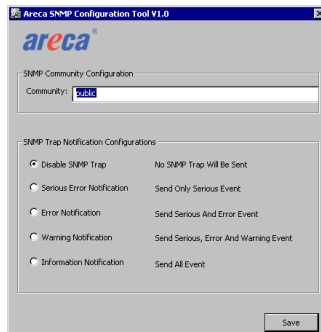 Areca SNMP Configuration Tool V1.0
areca®
SNMP Community Configuration
Community: public
SNMP Trap Notification Configurations
Disable SNMP Trap No SNMP Trap Will Be Sent
Serious Error Notification Send Only Serious Event
Error Notification Send Serious And Error Event
Warning Notification Send Serious, Error And Warning Event
Information Notification Send All Event
Save